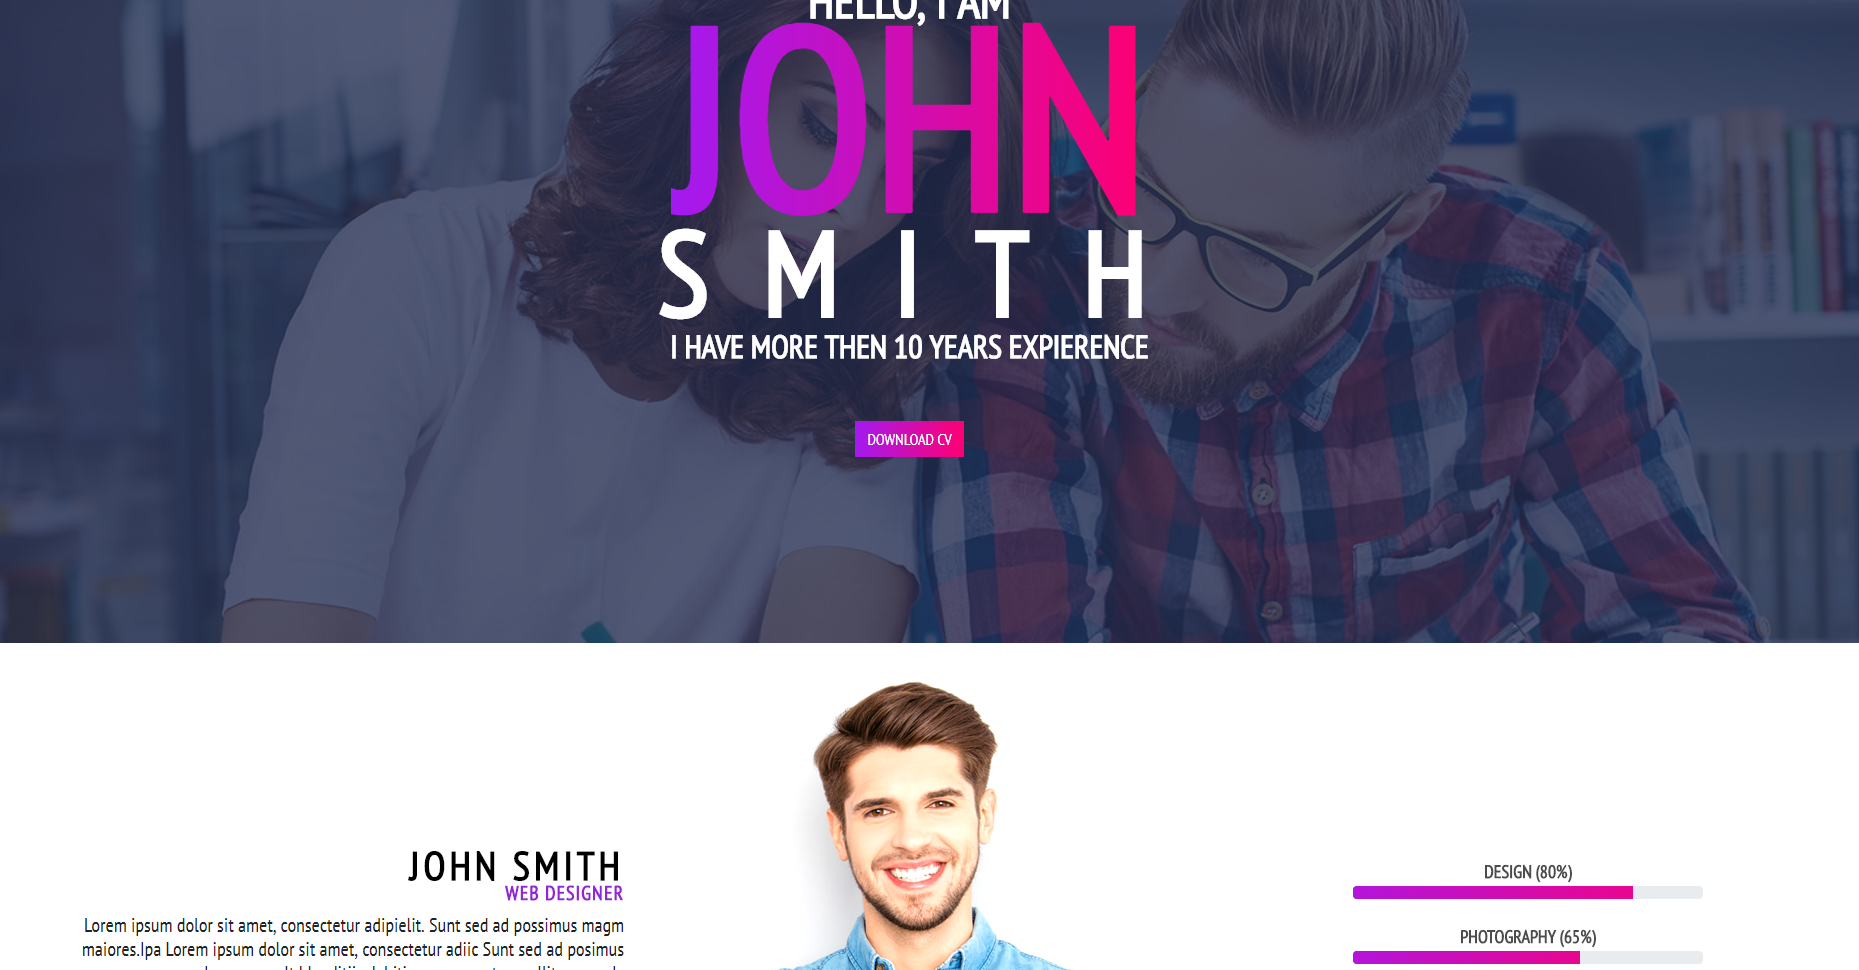 HELLO, I AM
JOHN
SMITH
I HAVE MORE THEN 10 YEARS EXPIERENCE
DOWNLOAD CV
JOHN SMITH
WEB DESIGNER
Lorem ipsum dolor sit amet, consectetur adipielit. Sunt sed ad possimus magm
maiores.Ipa Lorem ipsum dolor sit amet, consectetur adiic Sunt sed ad posimus
DESIGN (80%)
PHOTOGRAPHY (65%)